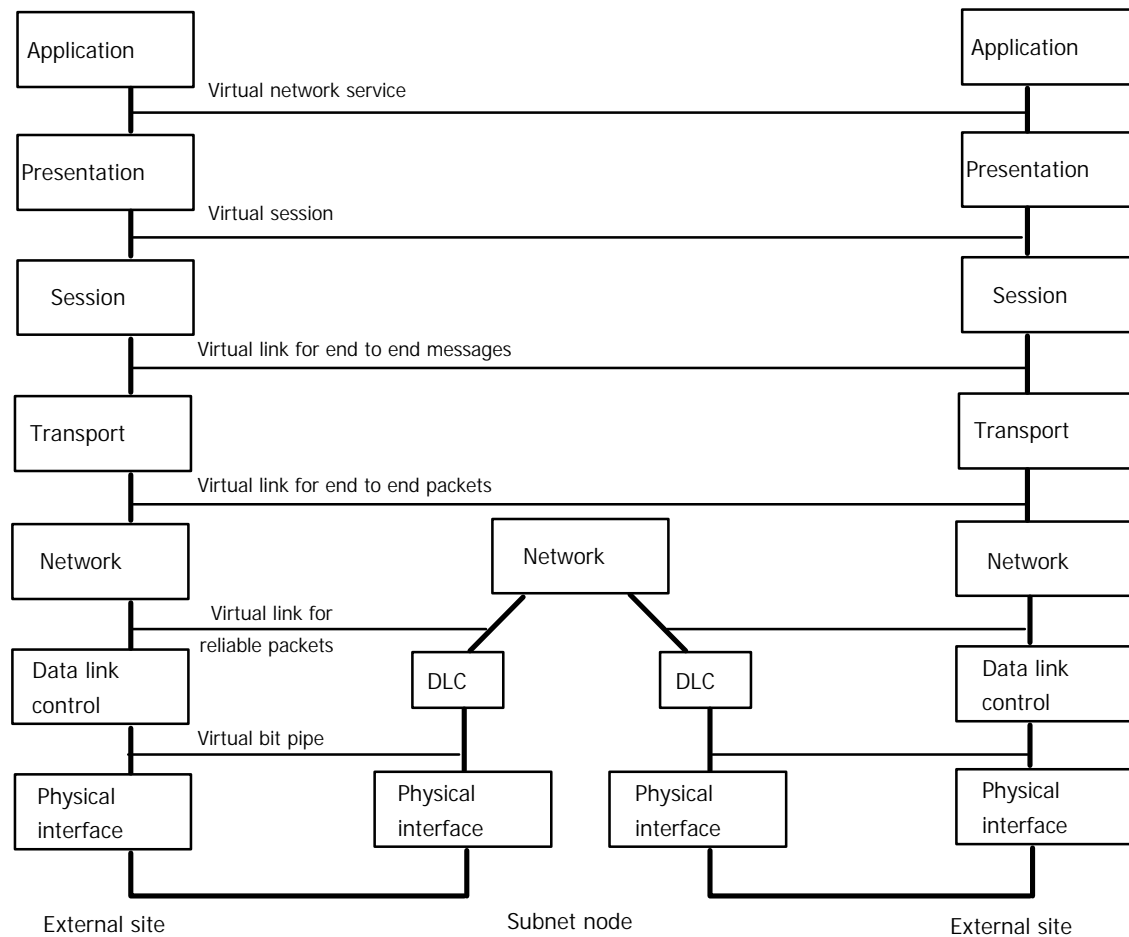 Application
Application
Virtual network service
Presentation
Presentation
Virtual session
Session
Session
Virtual link for end to end messages
Transport
Transport
Virtual link for end to end packets
Network
Network
Network
Virtual link for
reliable packets
Data link
control
DLC
DLC
Data link
control
Virtual bit pipe
Physical
interface
Physical
interface
Physical
interface
Physical
interface
External site
Subnet node
External site